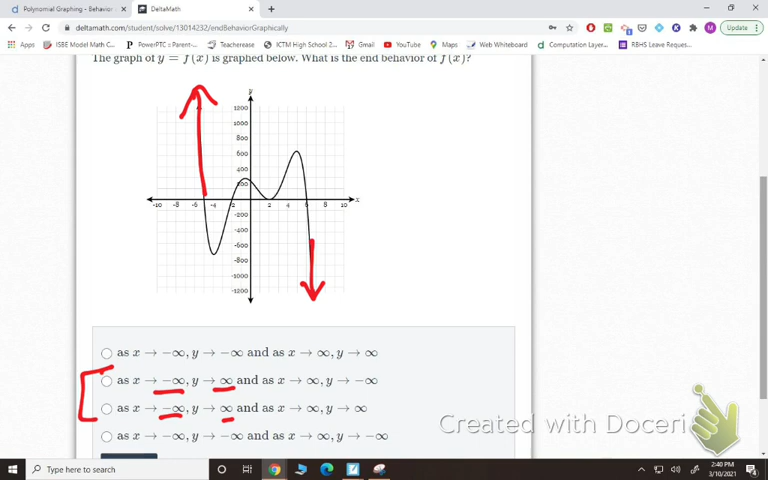 Polynomial Graphing - Behavior
DeltaMath
deltamath.com/student/solve/13014232/endBehaviorGraphically
Update
Apps ISBE Model Math C... PowerPTC = Parent-... Teacherease ICTM High School 2... Gmail YouTube Maps Web Whiteboard Computation Layer... RBHS Leave Reques...
The graph of y = f(x) is graphed below. What is the end behavior of f(x)?
y
1200
1000
800
600
400
200
-10 -8 -6 -4 -2 2 4 6 8 10 x
-200
-400
-600
-800
-1000
-1200
as x → −∞, y → −∞ and as x → ∞, y → ∞
as x → −∞, y → ∞ and as x → ∞, y → −∞
as x → −∞, y → ∞ and as x → ∞, y → ∞
as x → −∞, y → −∞ and as x → ∞, y → −∞
Created with Doceri
Type here to search
2:40 PM
3/10/2021